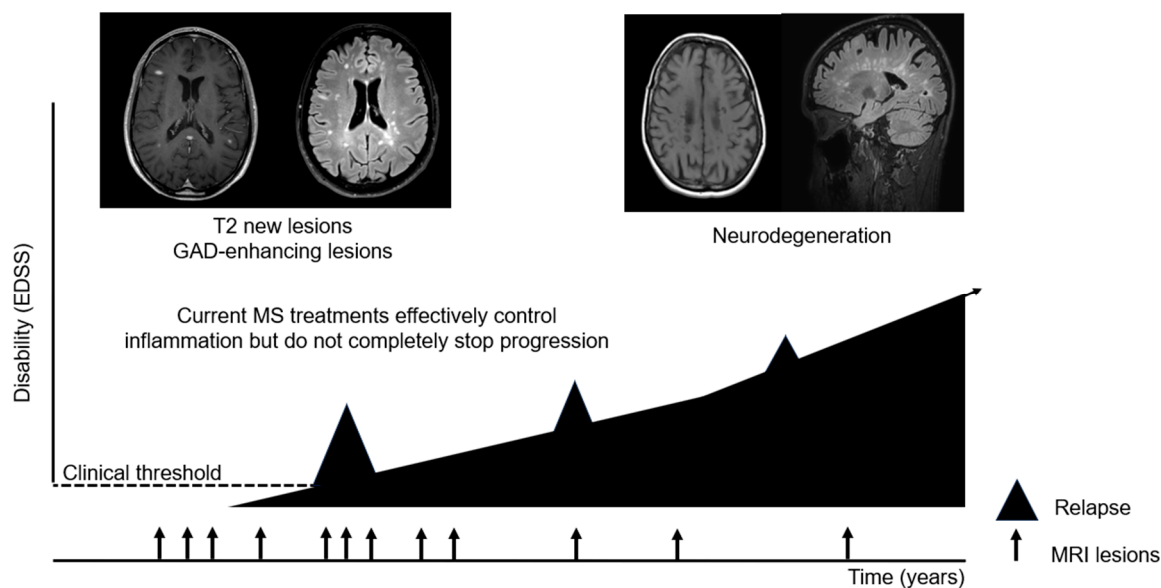 T2 new lesions
GAD-enhancing lesions
Neurodegeneration
Disability (EDSS)
Current MS treatments effectively control
inflammation but do not completely stop progression
Clinical threshold
Relapse
MRI lesions
Time (years)